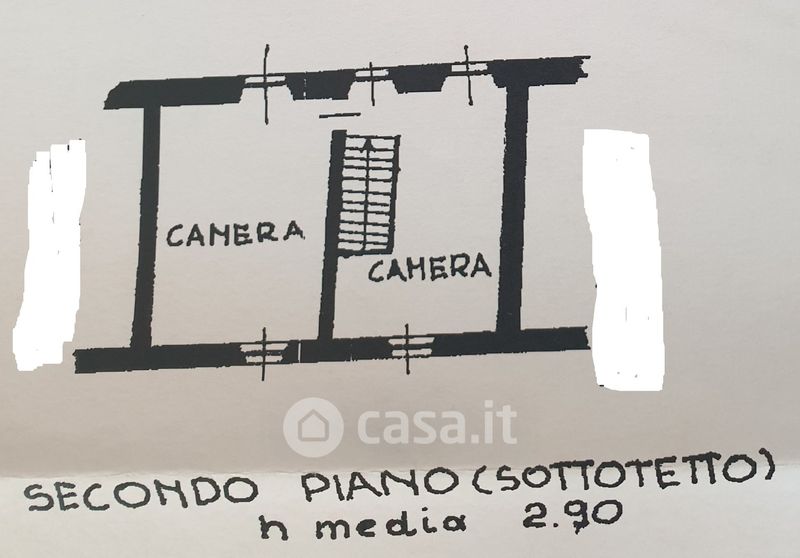 CAMERA
CAMERA
casa.it
SECONDO PIANO (SOTTOTETTO)
h media 2.90